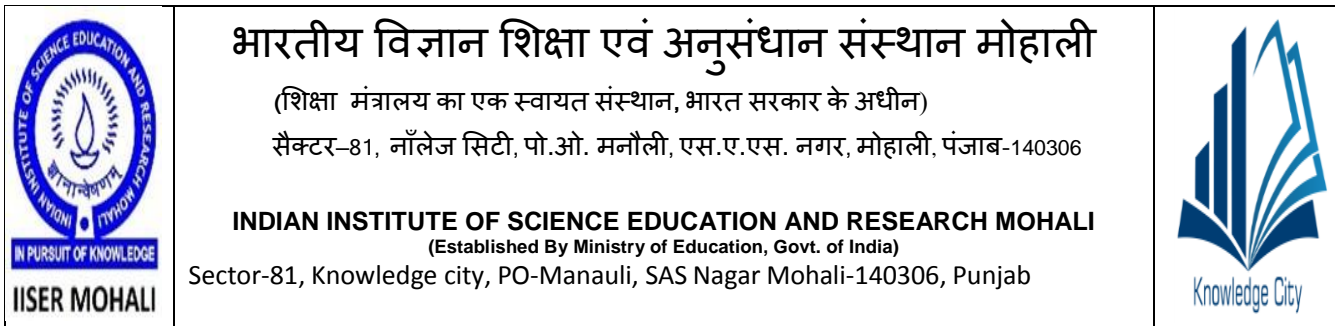 INDIAN INSTITUTE OF SCIENCE EDUCATION AND RESEARCH MOHALI
ज्ञानान्वेषणम्
IN PURSUIT OF KNOWLEDGE
IISER MOHALI
भारतीय विज्ञान शिक्षा एवं अनुसंधान संस्थान मोहाली
(शिक्षा मंत्रालय का एक स्वायत संस्थान, भारत सरकार के अधीन)
सैक्टर–81, नॉलेज सिटी, पो.ओ. मनौली, एस.ए.एस. नगर, मोहाली, पंजाब-140306
INDIAN INSTITUTE OF SCIENCE EDUCATION AND RESEARCH MOHALI
(Established By Ministry of Education, Govt. of India)
Sector-81, Knowledge city, PO-Manauli, SAS Nagar Mohali-140306, Punjab
Knowledge City